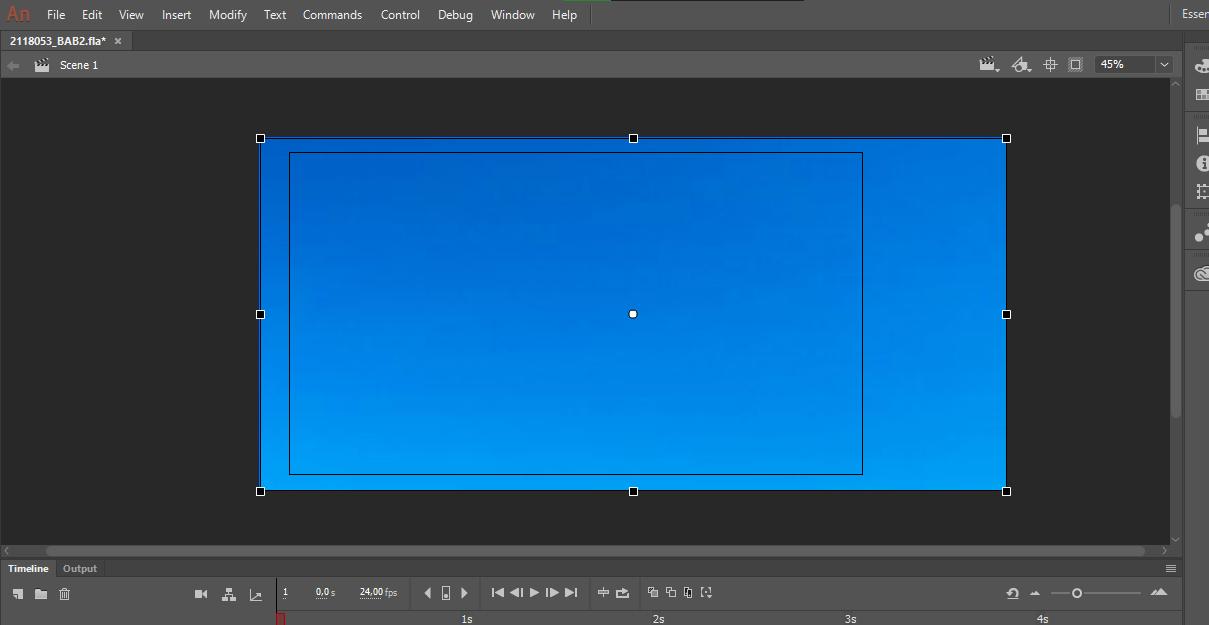 An File Edit View Insert Modify Text Commands Control Debug Window Help Essen
2118053_BAB2.fla* ×
Scene 1 45%
Timeline Output
1 0,0 s 24,00 fps
1s 2s 3s 4s